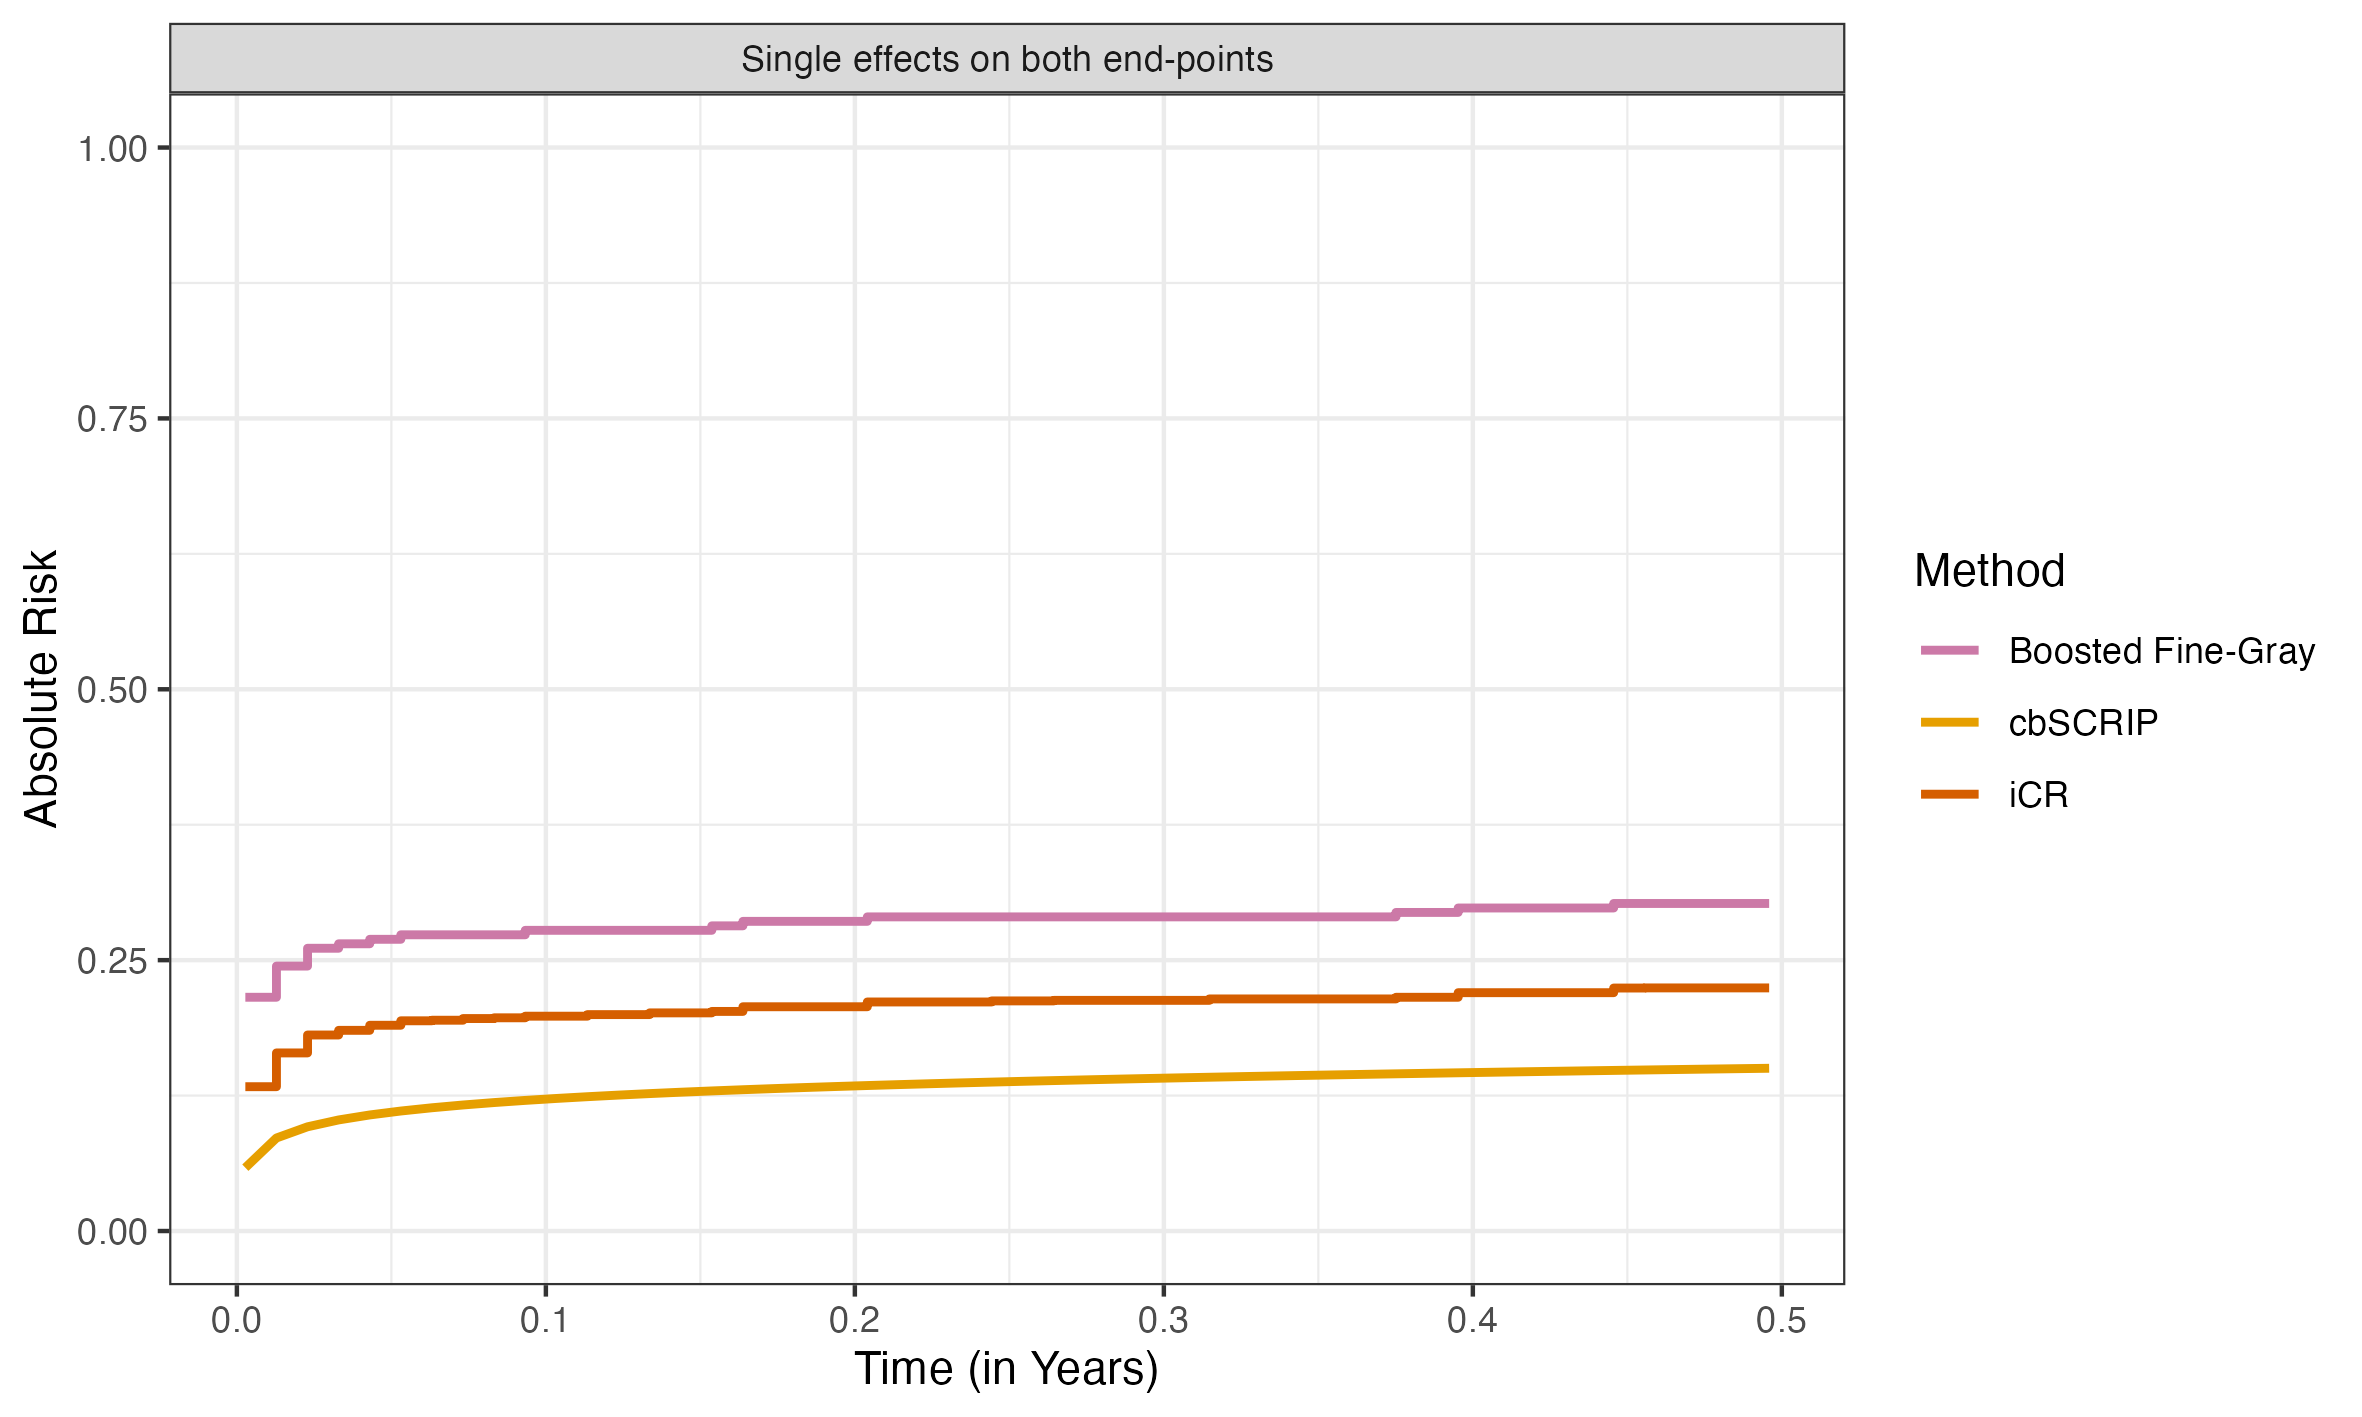 Single effects on both end-points
1.00
0.75
0.50
0.25
0.00
Absolute Risk
0.0 0.1 0.2 0.3 0.4 0.5
Time (in Years)
Method
Boosted Fine-Gray
cbSCRIP
iCR